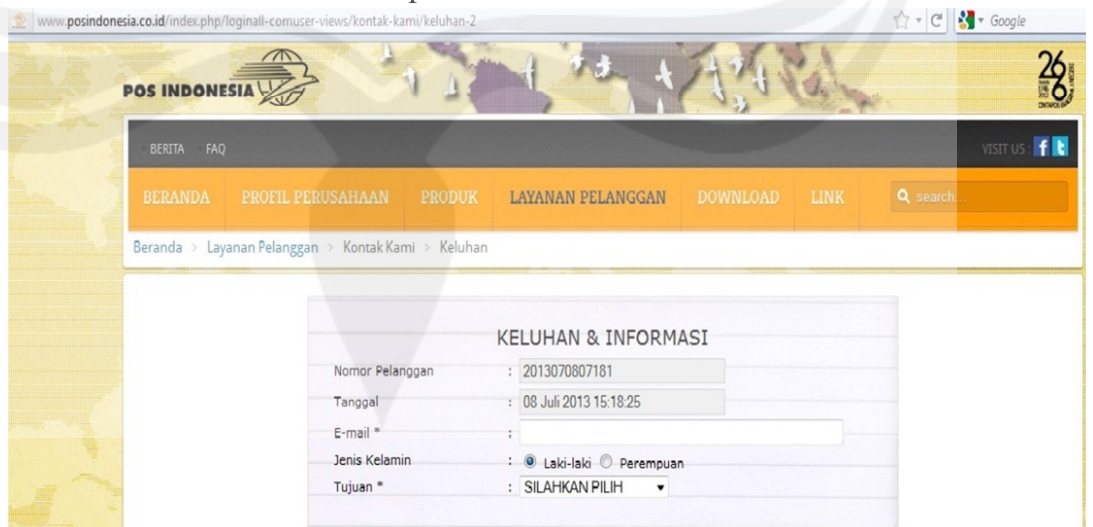 www.posindonesia.co.id/index.php/loginall-comuser-views/kontak-kami/keluhan-2 Google
POS INDONESIA
26
BERITA FAQ VISIT US :
BERANDA PROFIL PERUSAHAAN PRODUK LAYANAN PELANGGAN DOWNLOAD LINK search...
Beranda > Layanan Pelanggan > Kontak Kami > Keluhan
KELUHAN & INFORMASI
Nomor Pelanggan : 2013070807181
Tanggal : 08 Juli 2013 15:18:25
E-mail * :
Jenis Kelamin : Laki-laki Perempuan
Tujuan * : SILAHKAN PILIH